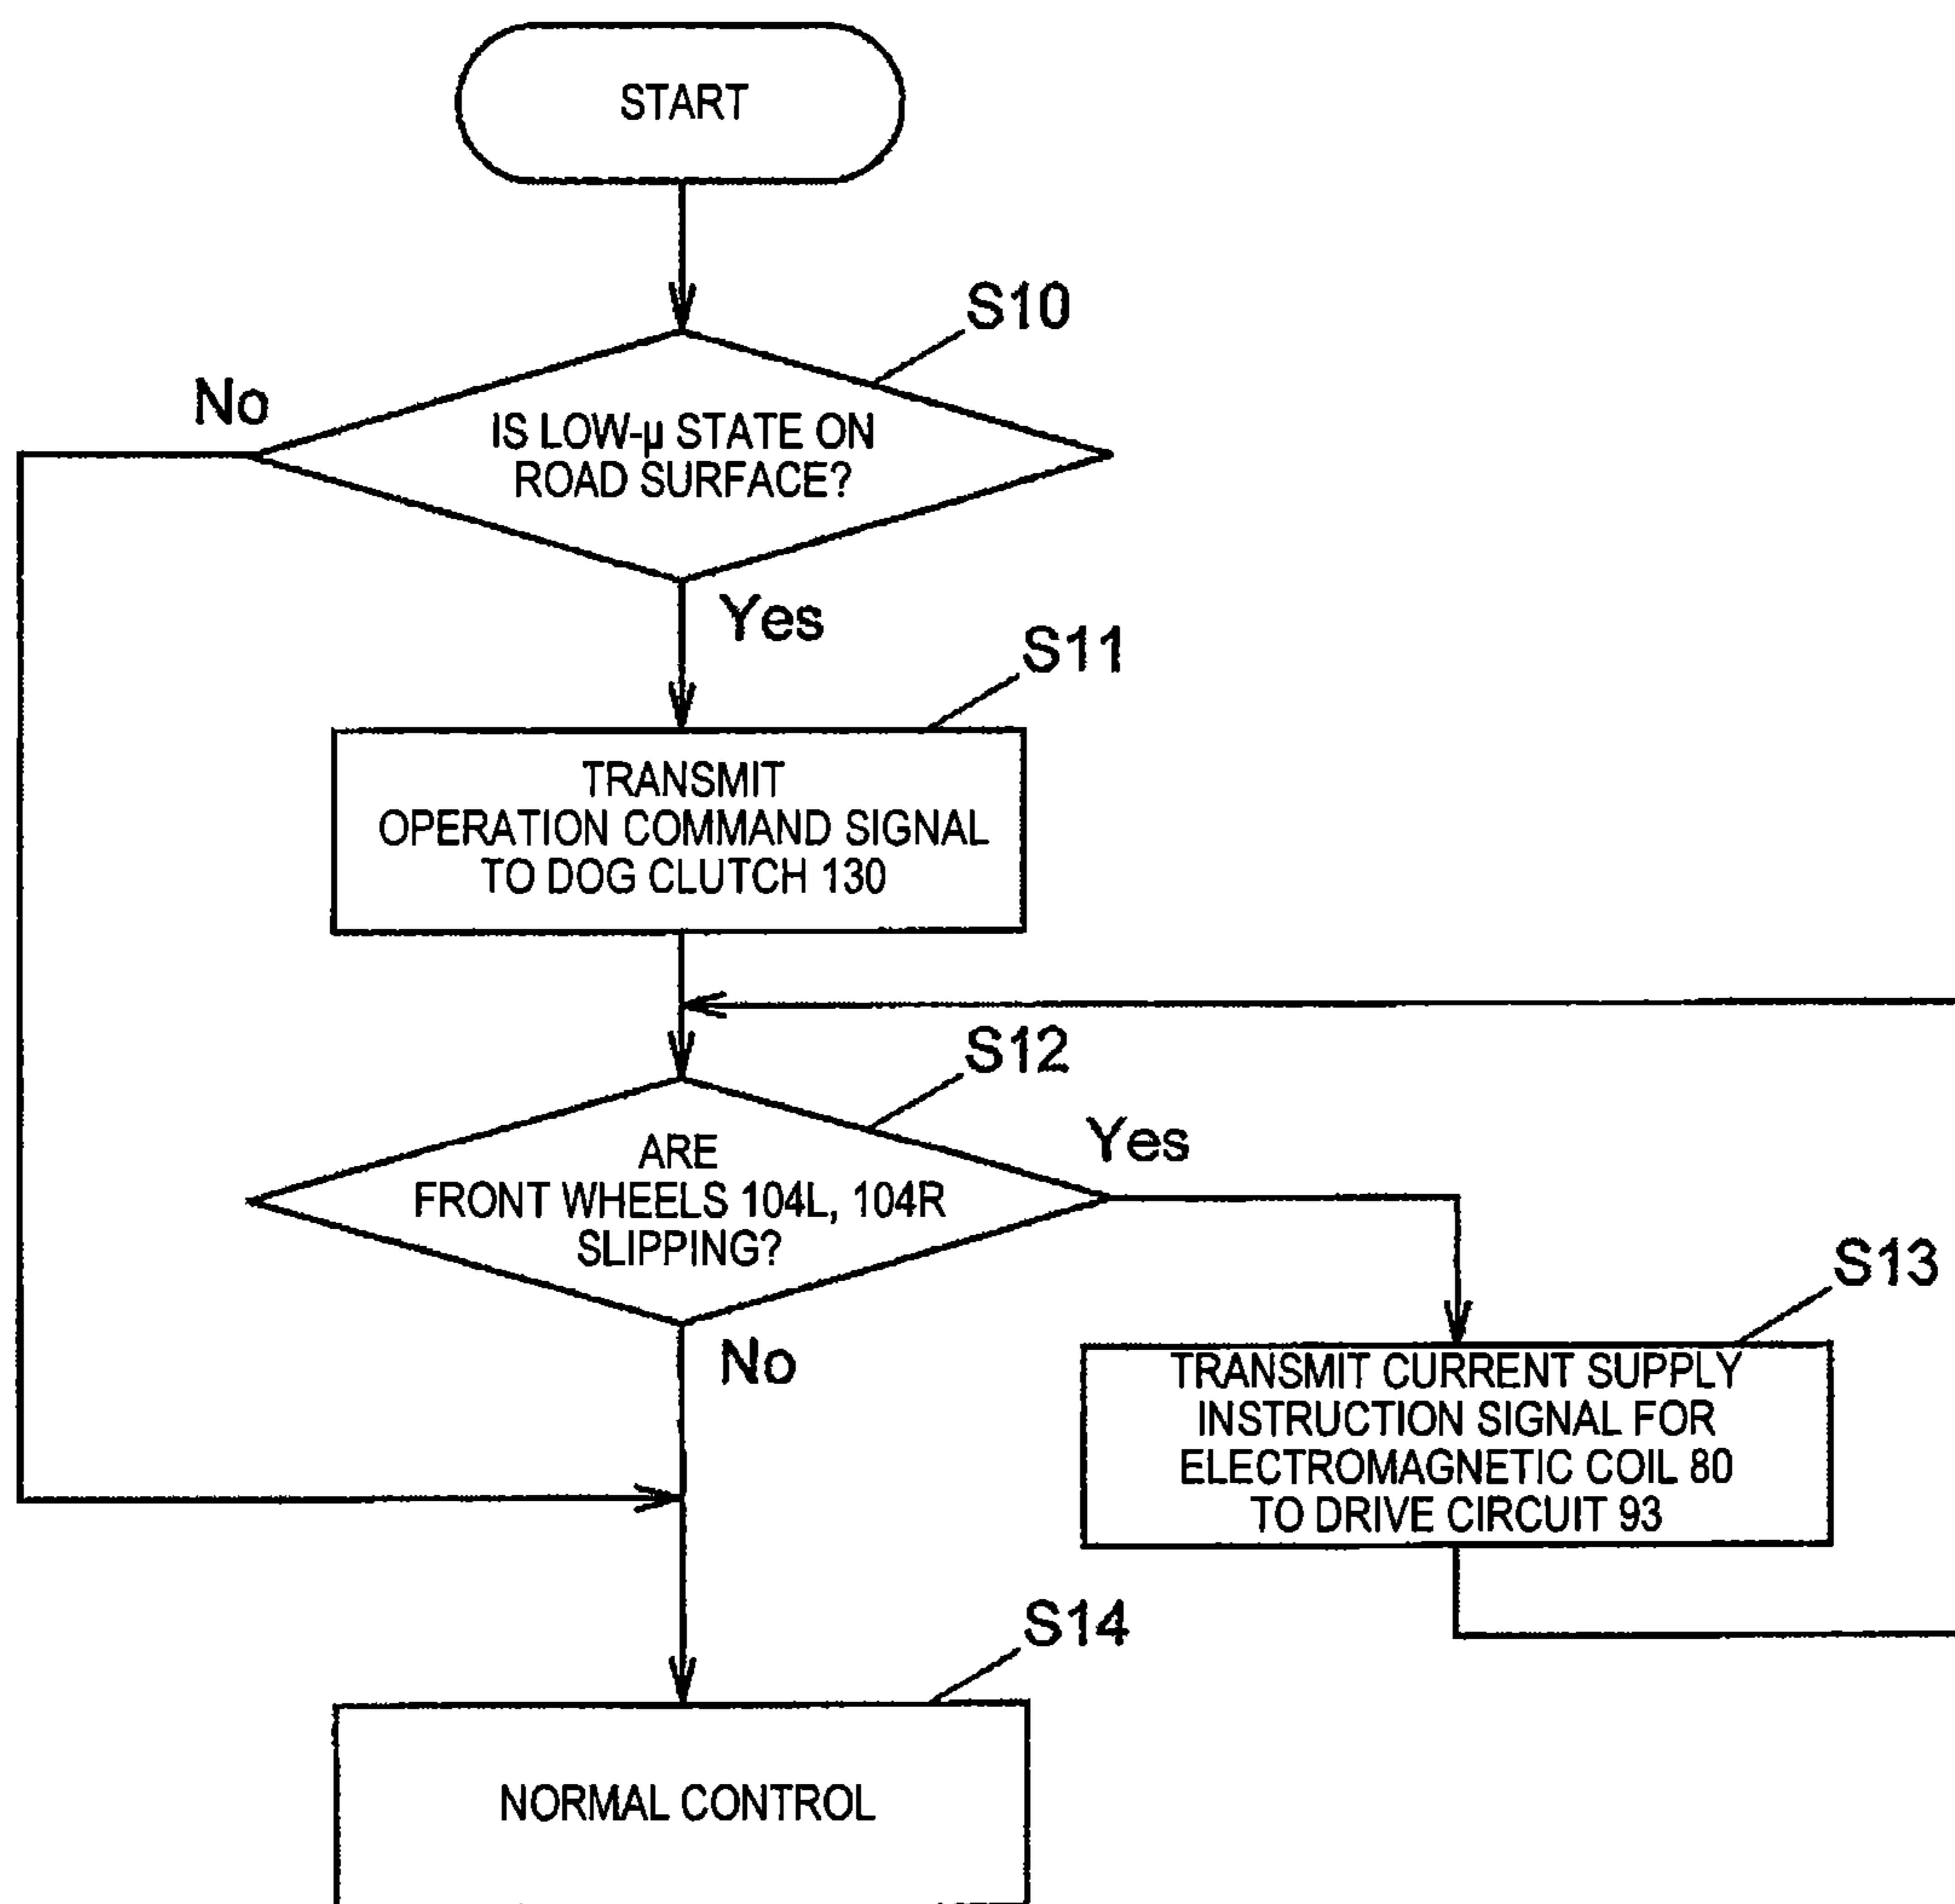 START
S10
No
IS LOW-μ STATE ON
ROAD SURFACE?
Yes
S11
TRANSMIT
OPERATION COMMAND SIGNAL
TO DOG CLUTCH 130
S12
ARE
FRONT WHEELS 104L, 104R
SLIPPING?
Yes
S13
No
TRANSMIT CURRENT SUPPLY
INSTRUCTION SIGNAL FOR
ELECTROMAGNETIC COIL 80
TO DRIVE CIRCUIT 93
S14
NORMAL CONTROL